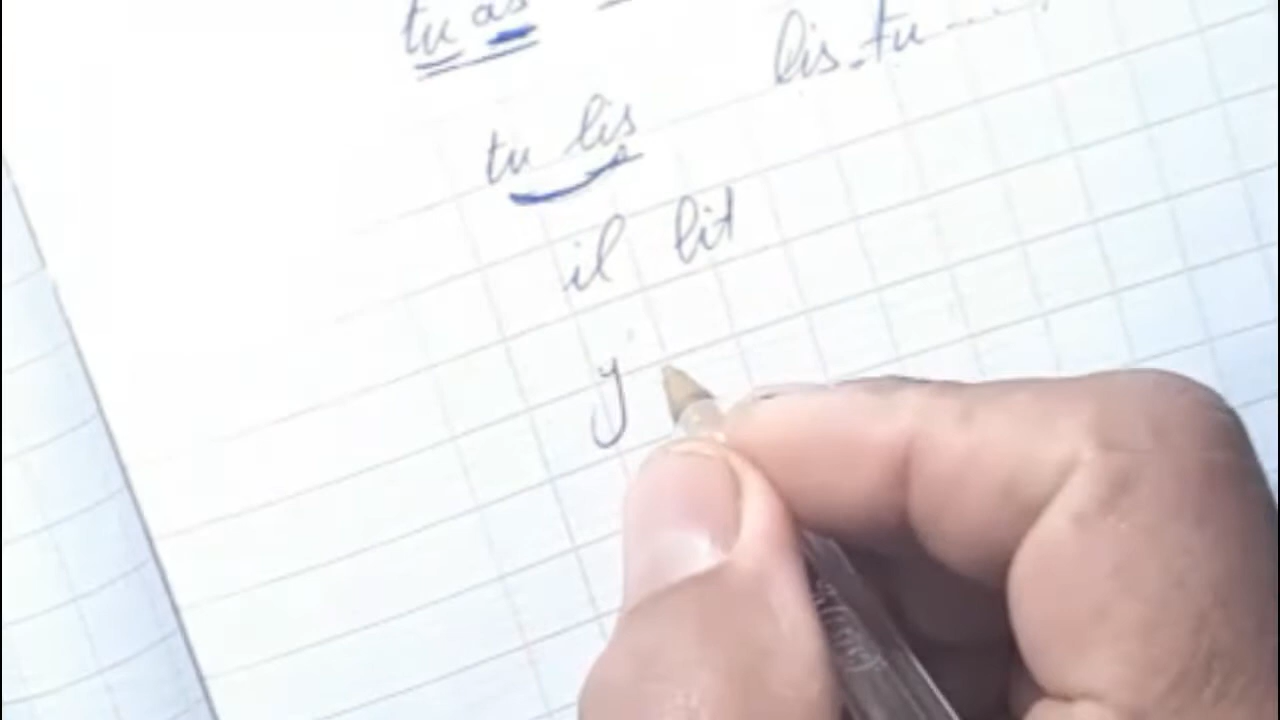 tu as
lis-tu ......
tu lis
il lit
y